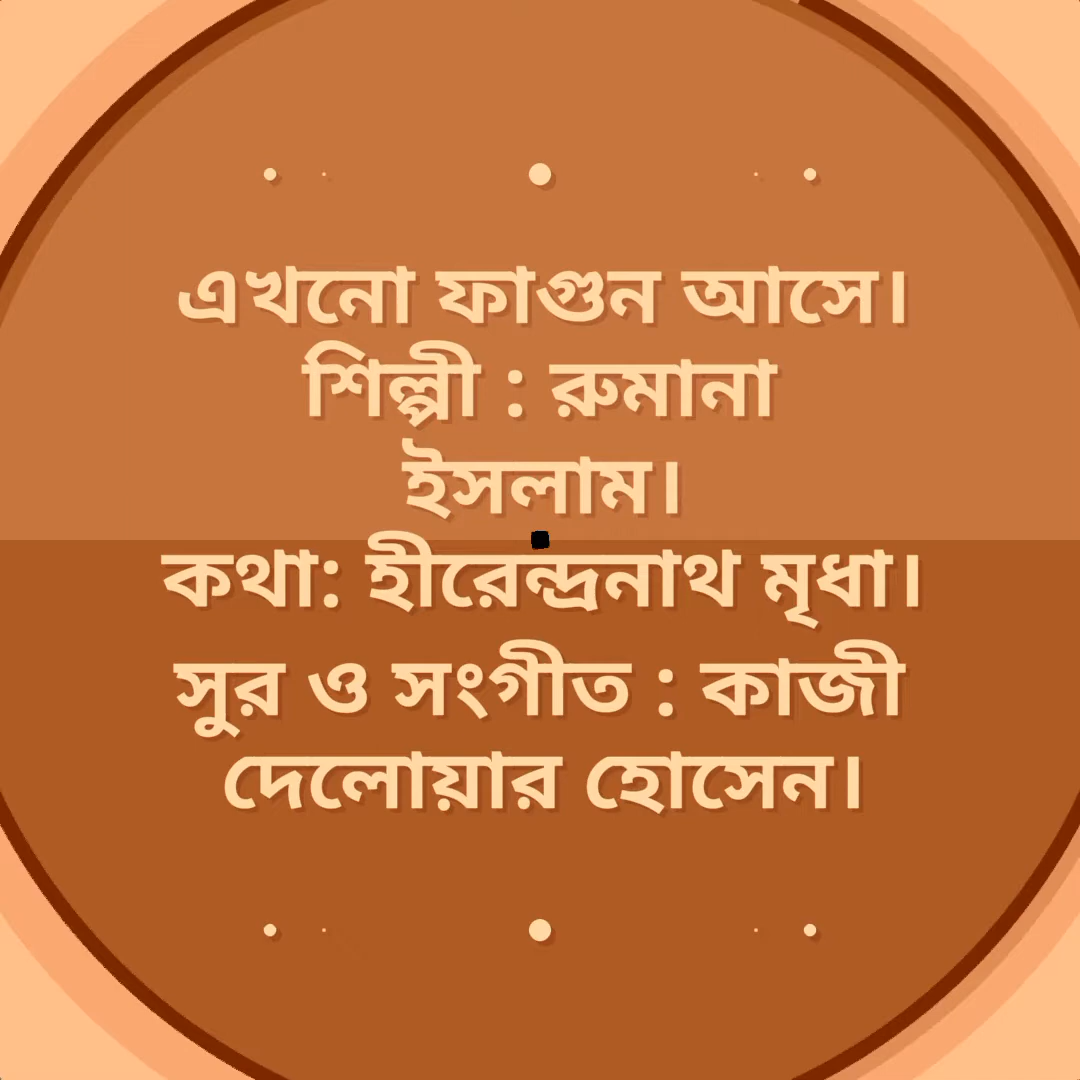 এখনো ফাগুন আসে।
শিল্পী : রুমানা
ইসলাম।
কথা: হীরেন্দ্রনাথ মৃধা।
সুর ও সংগীত : কাজী
দেলোয়ার হোসেন।